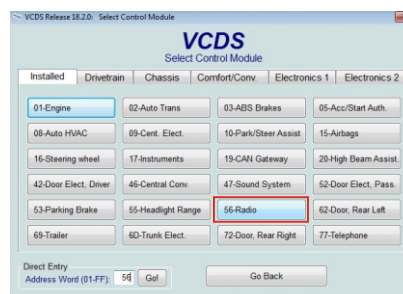 VCDS Release 18.2.0: Select Control Module
VCDS
Select Control Module
Installed Drivetrain Chassis Comfort/Conv. Electronics 1 Electronics 2
01-Engine 02-Auto Trans 03-ABS Brakes 05-Acc/Start Auth.
08-Auto HVAC 09-Cent. Elect. 10-Park/Steer Assist 15-Airbags
16-Steering wheel 17-Instruments 19-CAN Gateway 20-High Beam Assist.
42-Door Elect, Driver 46-Central Conv. 47-Sound System 52-Door Elect, Pass.
53-Parking Brake 55-Headlight Range 56-Radio 62-Door, Rear Left
69-Trailer 6D-Trunk Elect. 72-Door, Rear Right 77-Telephone
Direct Entry
Address Word (01-FF): 56 Go! Go Back